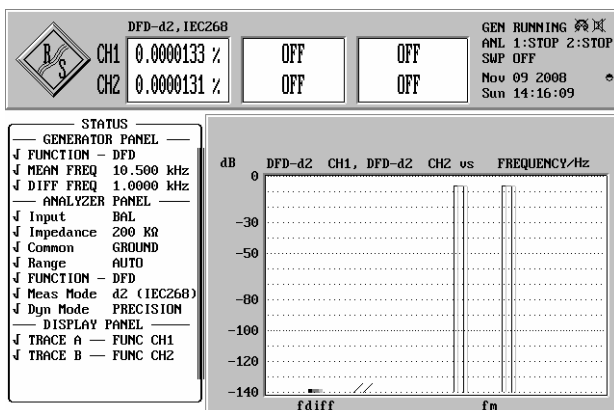 DFD-d2,IEC268
R S
CH1 0.0000133 % OFF OFF
CH2 0.0000131 % OFF OFF
GEN RUNNING
ANL 1:STOP 2:STOP
SWP OFF
Nov 09 2008
Sun 14:16:09
STATUS
GENERATOR PANEL
FUNCTION - DFD
MEAN FREQ 10.500 kHz
DIFF FREQ 1.0000 kHz
ANALYZER PANEL
Input BAL
Impedance 200 KΩ
Common GROUND
Range AUTO
FUNCTION - DFD
Meas Mode d2 (IEC268)
Dyn Mode PRECISION
DISPLAY PANEL
TRACE A — FUNC CH1
TRACE B — FUNC CH2
dB DFD-d2 CH1, DFD-d2 CH2 vs FREQUENCY/Hz
0
-30
-50
-80
-100
-120
-140
fdiff fm